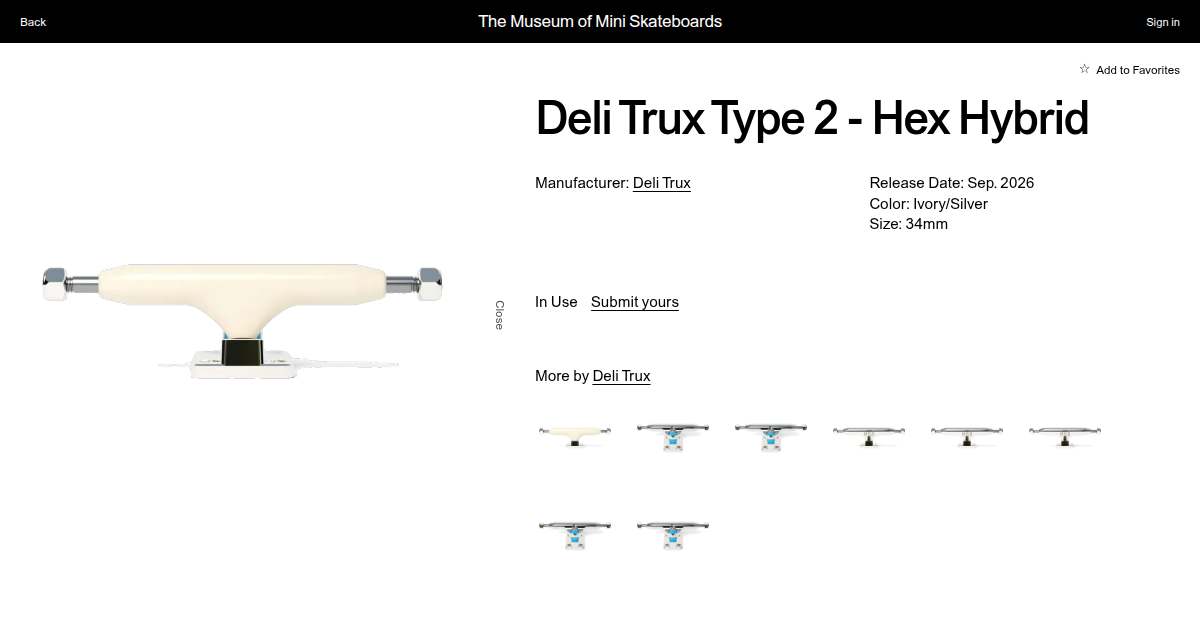 Back
The Museum of Mini Skateboards
Sign in
☆ Add to Favorites
Deli Trux Type 2 - Hex Hybrid
Manufacturer: Deli Trux
Release Date: Sep. 2026
Color: Ivory/Silver
Size: 34mm
Close
In Use Submit yours
More by Deli Trux